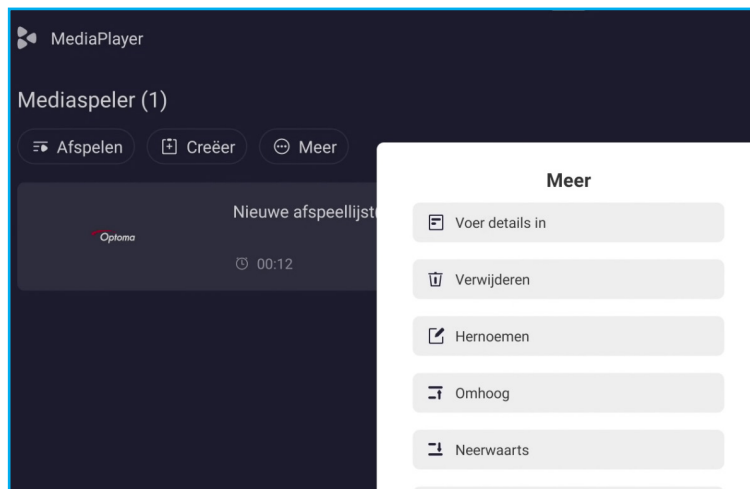 MediaPlayer
Mediaspeler (1)
Afspelen
Creëer
Meer
Optoma
Nieuwe afspeellijst
00:12
Meer
Voer details in
Verwijderen
Hernoemen
Omhoog
Neerwaarts